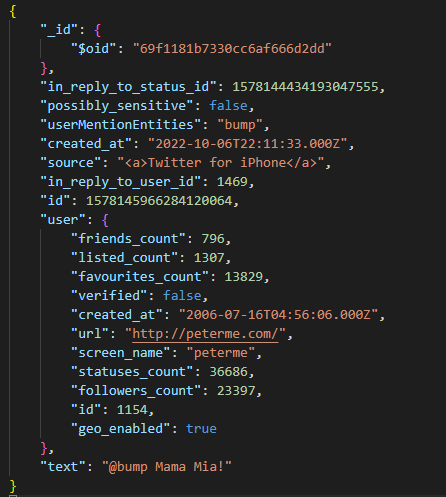 {
"_id": {
"$oid": "69f1181b7330cc6af666d2dd"
},
"in_reply_to_status_id": 1578144434193047555,
"possibly_sensitive": false,
"userMentionEntities": "bump",
"created_at": "2022-10-06T22:11:33.000Z",
"source": "<a>Twitter for iPhone</a>",
"in_reply_to_user_id": 1469,
"id": 1578145966284120064,
"user": {
"friends_count": 796,
"listed_count": 1307,
"favourites_count": 13829,
"verified": false,
"created_at": "2006-07-16T04:56:06.000Z",
"url": "http://peterme.com/",
"screen_name": "peterme",
"statuses_count": 36686,
"followers_count": 23397,
"id": 1154,
"geo_enabled": true
},
"text": "@bump Mama Mia!"
}